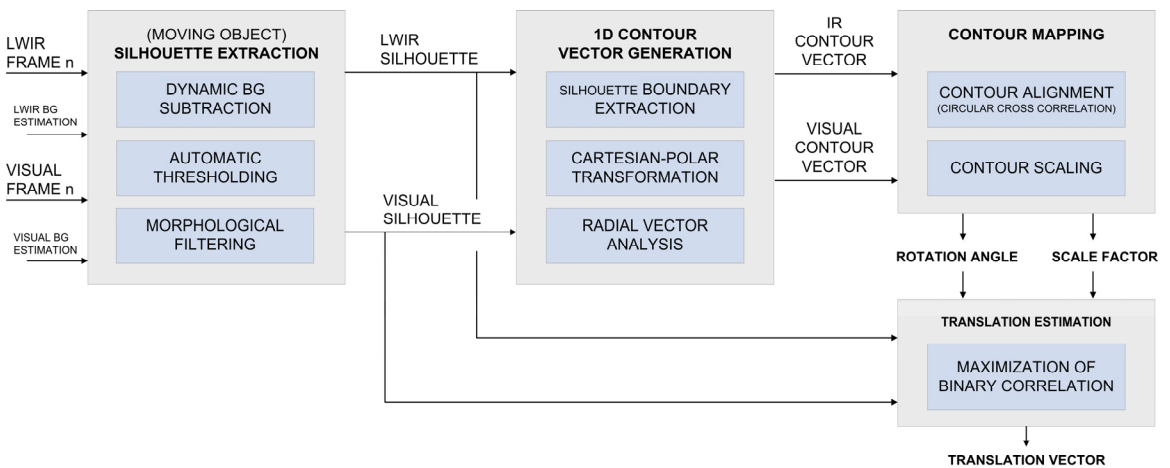 LWIR
FRAME n
LWIR BG
ESTIMATION
VISUAL
FRAME n
VISUAL BG
ESTIMATION
(MOVING OBJECT)
SILHOUETTE EXTRACTION
DYNAMIC BG
SUBTRACTION
AUTOMATIC
THRESHOLDING
MORPHOLOGICAL
FILTERING
LWIR
SILHOUETTE
VISUAL
SILHOUETTE
1D CONTOUR
VECTOR GENERATION
SILHOUETTE BOUNDARY
EXTRACTION
CARTESIAN-POLAR
TRANSFORMATION
RADIAL VECTOR
ANALYSIS
IR
CONTOUR
VECTOR
VISUAL
CONTOUR
VECTOR
CONTOUR MAPPING
CONTOUR ALIGNMENT
(CIRCULAR CROSS CORRELATION)
CONTOUR SCALING
ROTATION ANGLE
SCALE FACTOR
TRANSLATION ESTIMATION
MAXIMIZATION OF
BINARY CORRELATION
TRANSLATION VECTOR